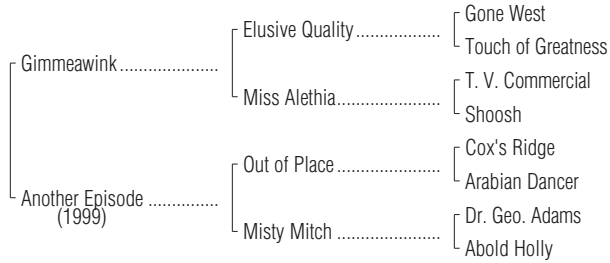 Gone West
Elusive Quality....................
Touch of Greatness
Gimmeawink......................
T. V. Commercial
Miss Alethia........................
Shoosh
Cox's Ridge
Out of Place........................
Arabian Dancer
Another Episode ...............
(1999)
Dr. Geo. Adams
Misty Mitch ........................
Abold Holly